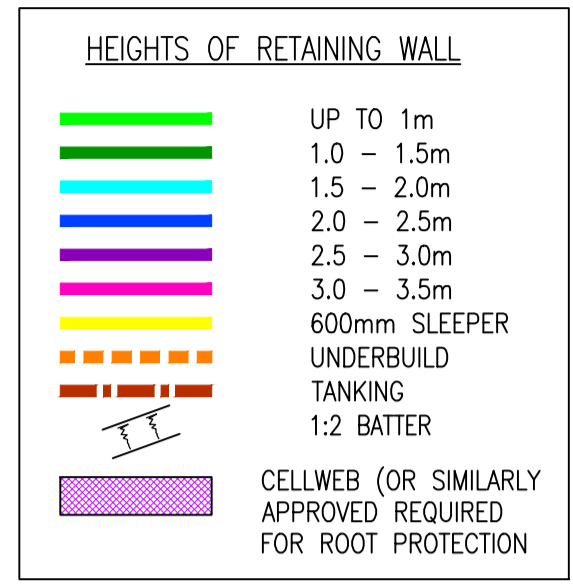 HEIGHTS OF RETAINING WALL
UP TO 1m
1.0 – 1.5m
1.5 – 2.0m
2.0 – 2.5m
2.5 – 3.0m
3.0 – 3.5m
600mm SLEEPER
UNDERBUILD
TANKING
1:2 BATTER
CELLWEB (OR SIMILARLY
APPROVED REQUIRED
FOR ROOT PROTECTION